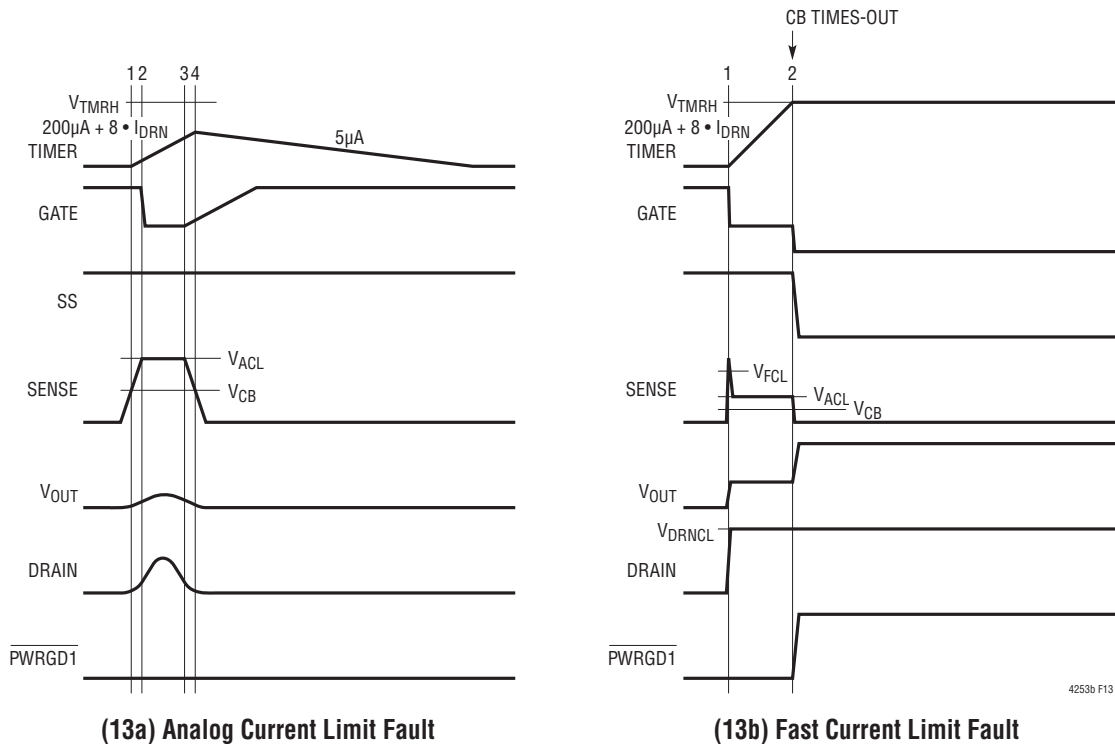 1 2 3 4
V_TMRH
200µA + 8 • I_DRN
TIMER
5µA
GATE
SS
V_ACL
SENSE
V_CB
V_OUT
DRAIN
PWRGD1
(13a) Analog Current Limit Fault
CB TIMES-OUT
1 2
V_TMRH
200µA + 8 • I_DRN
TIMER
GATE
SS
V_FCL
SENSE
V_ACL
V_CB
V_OUT
V_DRNCL
DRAIN
PWRGD1
4253b F13
(13b) Fast Current Limit Fault